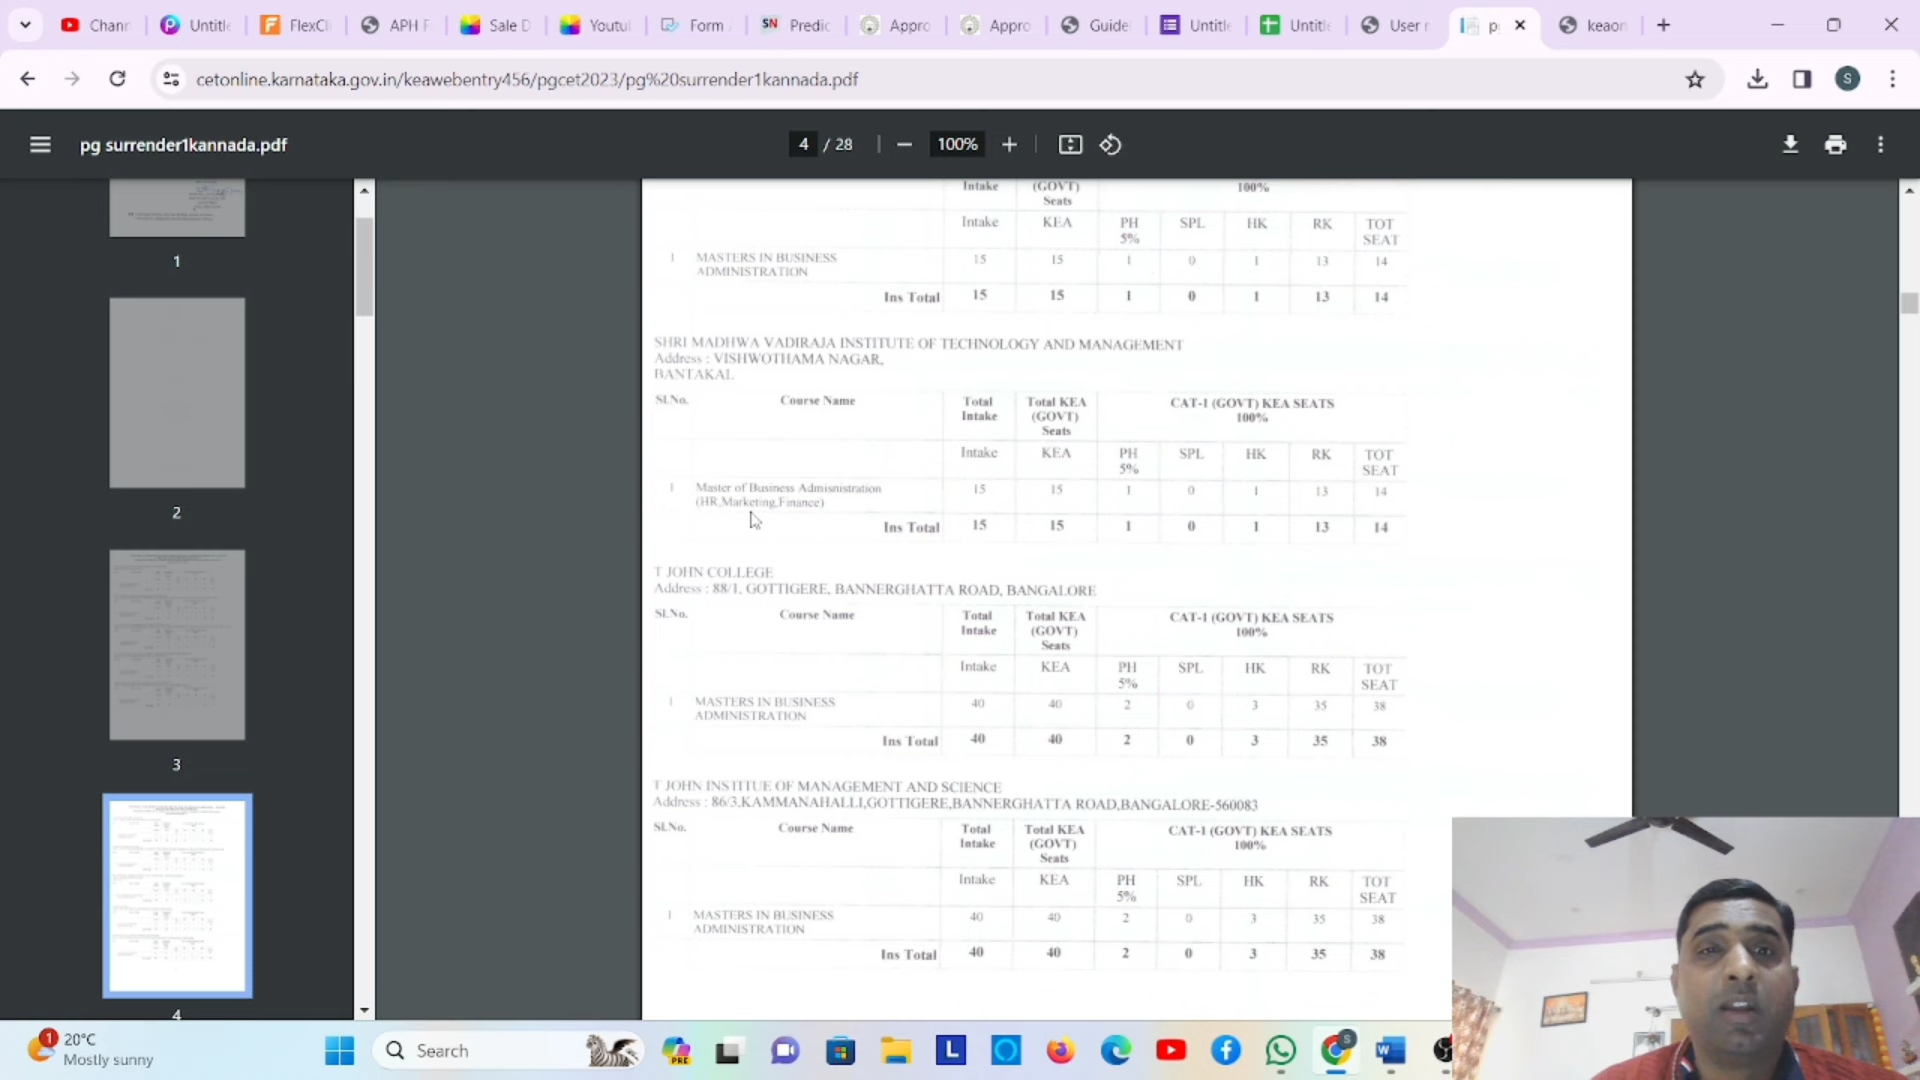 Chann
Untitle
FlexCli
APH F
Sale D
Youtu
Form
SN
Predic
Appro
Appro
Guide
Untitle
Untitle
User r
keaon
cetonline.karnataka.gov.in/keawebentry456/pgcet2023/pg%20surrender1kannada.pdf
S
pg surrender1kannada.pdf
4 / 28
100%
1
2
3
4
Intake (GOVT) 100%
Seats
Intake KEA PH SPL HK RK TOT
5% SEAT
1 MASTERS IN BUSINESS 15 15 1 0 1 13 14
ADMINISTRATION
Ins Total 15 15 1 0 1 13 14
SHRI MADHWA VADIRAJA INSTITUTE OF TECHNOLOGY AND MANAGEMENT
Address : VISHWOTHAMA NAGAR,
BANTAKAL
Sl.No. Course Name Total Total KEA CAT-1 (GOVT) KEA SEATS
Intake (GOVT) 100%
Seats
Intake KEA PH SPL HK RK TOT
5% SEAT
1 Master of Business Admisnistration 15 15 1 0 1 13 14
(HR,Marketing,Finance)
Ins Total 15 15 1 0 1 13 14
T JOHN COLLEGE
Address : 88/1, GOTTIGERE, BANNERGHATTA ROAD, BANGALORE
Sl.No. Course Name Total Total KEA CAT-1 (GOVT) KEA SEATS
Intake (GOVT) 100%
Seats
Intake KEA PH SPL HK RK TOT
5% SEAT
1 MASTERS IN BUSINESS 40 40 2 0 3 35 38
ADMINISTRATION
Ins Total 40 40 2 0 3 35 38
T JOHN INSTITUE OF MANAGEMENT AND SCIENCE
Address : 86/3,KAMMANAHALLI,GOTTIGERE,BANNERGHATTA ROAD,BANGALORE-560083
Sl.No. Course Name Total Total KEA CAT-1 (GOVT) KEA SEATS
Intake (GOVT) 100%
Seats
Intake KEA PH SPL HK RK TOT
5% SEAT
1 MASTERS IN BUSINESS 40 40 2 0 3 35 38
ADMINISTRATION
Ins Total 40 40 2 0 3 35 38
1
20°C
Mostly sunny
Search
PRE
L
S
W